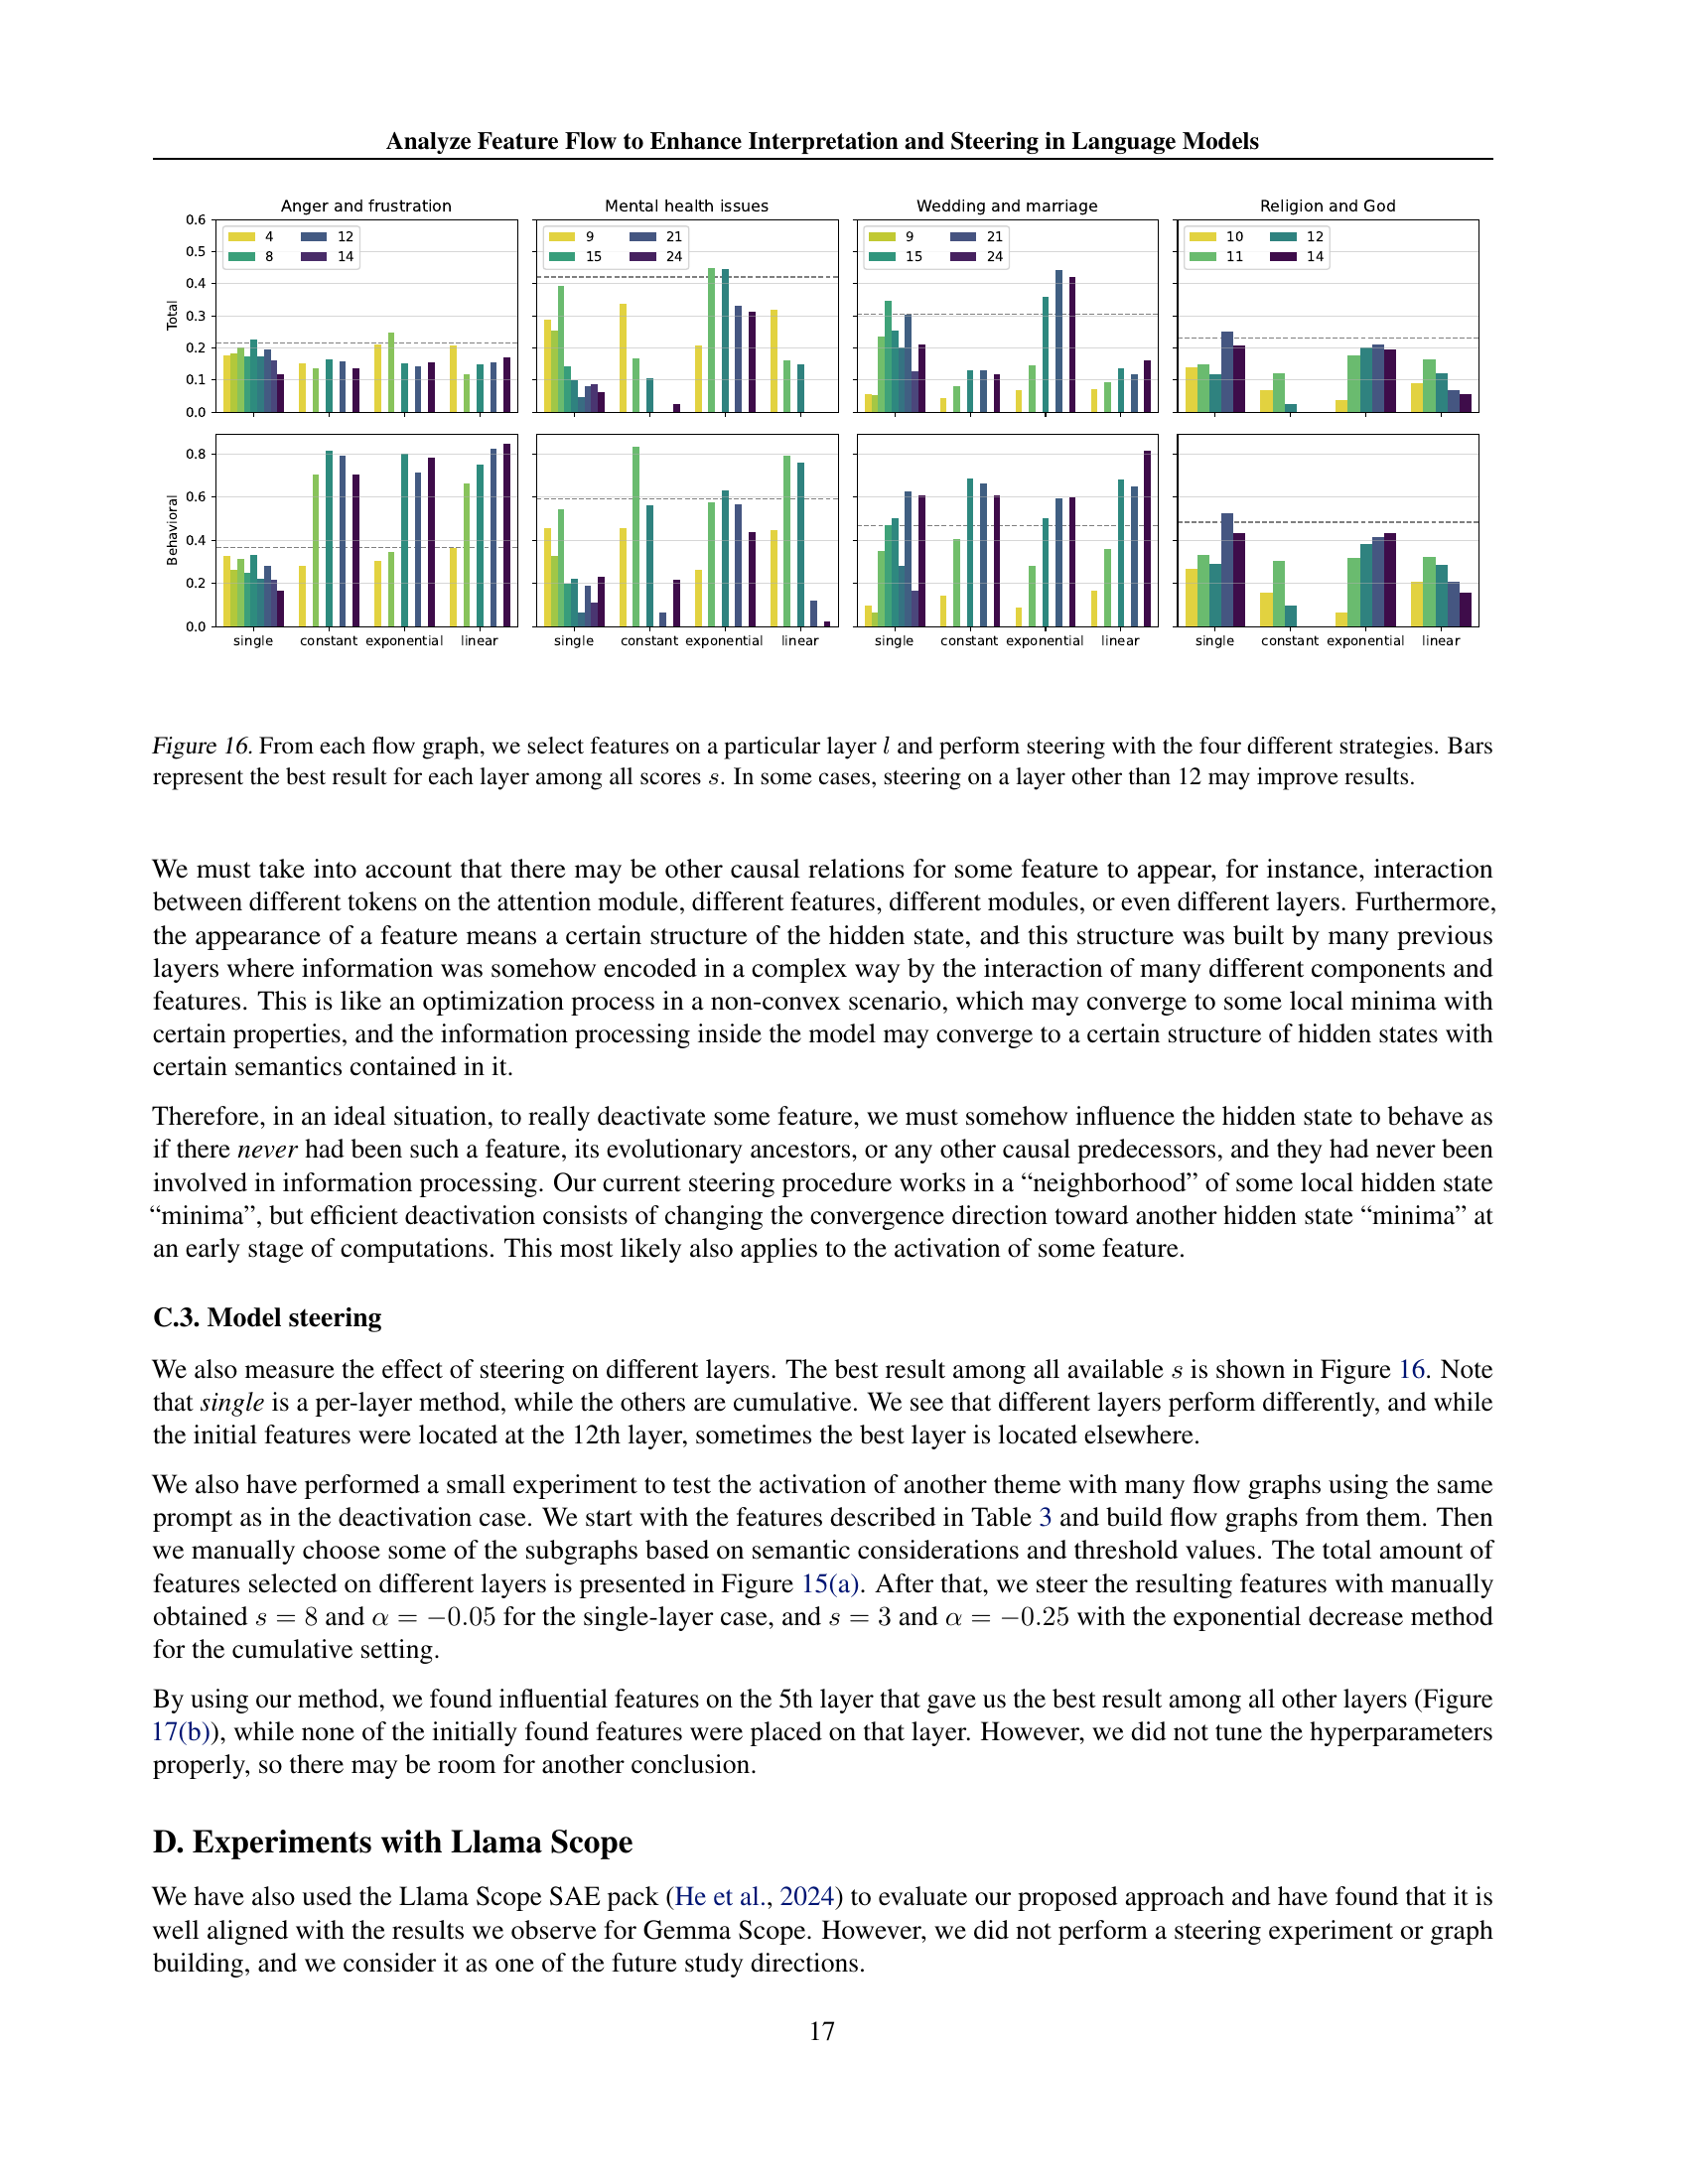 Analyze Feature Flow to Enhance Interpretation and Steering in Language Models
Anger and frustration
Mental health issues
Wedding and marriage
Religion and God
Total
0.6
0.5
0.4
0.3
0.2
0.1
0.0
4 12
8 14
9 21
15 24
9 21
15 24
10 12
11 14
Behavioral
0.8
0.6
0.4
0.2
0.0
single constant exponential linear
single constant exponential linear
single constant exponential linear
single constant exponential linear
Figure 16. From each flow graph, we select features on a particular layer l and perform steering with the four different strategies. Bars
represent the best result for each layer among all scores s. In some cases, steering on a layer other than 12 may improve results.
We must take into account that there may be other causal relations for some feature to appear, for instance, interaction
between different tokens on the attention module, different features, different modules, or even different layers. Furthermore,
the appearance of a feature means a certain structure of the hidden state, and this structure was built by many previous
layers where information was somehow encoded in a complex way by the interaction of many different components and
features. This is like an optimization process in a non-convex scenario, which may converge to some local minima with
certain properties, and the information processing inside the model may converge to a certain structure of hidden states with
certain semantics contained in it.
Therefore, in an ideal situation, to really deactivate some feature, we must somehow influence the hidden state to behave as
if there never had been such a feature, its evolutionary ancestors, or any other causal predecessors, and they had never been
involved in information processing. Our current steering procedure works in a “neighborhood” of some local hidden state
“minima”, but efficient deactivation consists of changing the convergence direction toward another hidden state “minima” at
an early stage of computations. This most likely also applies to the activation of some feature.
C.3. Model steering
We also measure the effect of steering on different layers. The best result among all available s is shown in Figure 16. Note
that single is a per-layer method, while the others are cumulative. We see that different layers perform differently, and while
the initial features were located at the 12th layer, sometimes the best layer is located elsewhere.
We also have performed a small experiment to test the activation of another theme with many flow graphs using the same
prompt as in the deactivation case. We start with the features described in Table 3 and build flow graphs from them. Then
we manually choose some of the subgraphs based on semantic considerations and threshold values. The total amount of
features selected on different layers is presented in Figure 15(a). After that, we steer the resulting features with manually
obtained s = 8 and α = −0.05 for the single-layer case, and s = 3 and α = −0.25 with the exponential decrease method
for the cumulative setting.
By using our method, we found influential features on the 5th layer that gave us the best result among all other layers (Figure
17(b)), while none of the initially found features were placed on that layer. However, we did not tune the hyperparameters
properly, so there may be room for another conclusion.
D. Experiments with Llama Scope
We have also used the Llama Scope SAE pack (He et al., 2024) to evaluate our proposed approach and have found that it is
well aligned with the results we observe for Gemma Scope. However, we did not perform a steering experiment or graph
building, and we consider it as one of the future study directions.
17